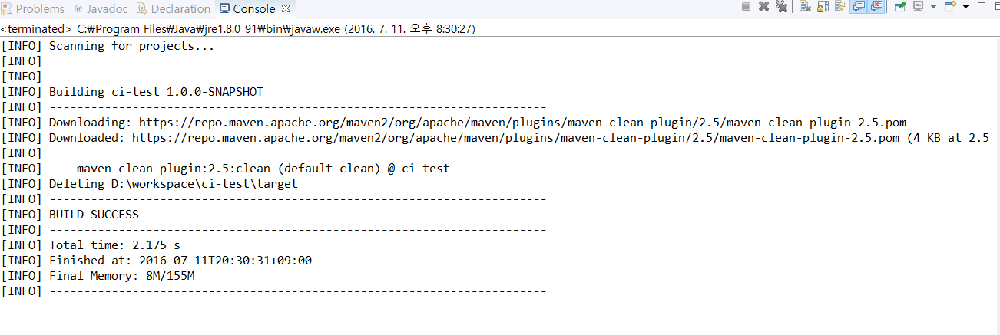 Problems @ Javadoc Declaration Console
<terminated> C:₩Program Files₩Java₩jre1.8.0_91₩bin₩javaw.exe (2016. 7. 11. 오후 8:30:27)
[INFO] Scanning for projects...
[INFO]
[INFO] ------------------------------------------------------------------------
[INFO] Building ci-test 1.0.0-SNAPSHOT
[INFO] ------------------------------------------------------------------------
[INFO] Downloading: https://repo.maven.apache.org/maven2/org/apache/maven/plugins/maven-clean-plugin/2.5/maven-clean-plugin-2.5.pom
[INFO] Downloaded: https://repo.maven.apache.org/maven2/org/apache/maven/plugins/maven-clean-plugin/2.5/maven-clean-plugin-2.5.pom (4 KB at 2.5
[INFO]
[INFO] --- maven-clean-plugin:2.5:clean (default-clean) @ ci-test ---
[INFO] Deleting D:\workspace\ci-test\target
[INFO] ------------------------------------------------------------------------
[INFO] BUILD SUCCESS
[INFO] ------------------------------------------------------------------------
[INFO] Total time: 2.175 s
[INFO] Finished at: 2016-07-11T20:30:31+09:00
[INFO] Final Memory: 8M/155M
[INFO] ------------------------------------------------------------------------